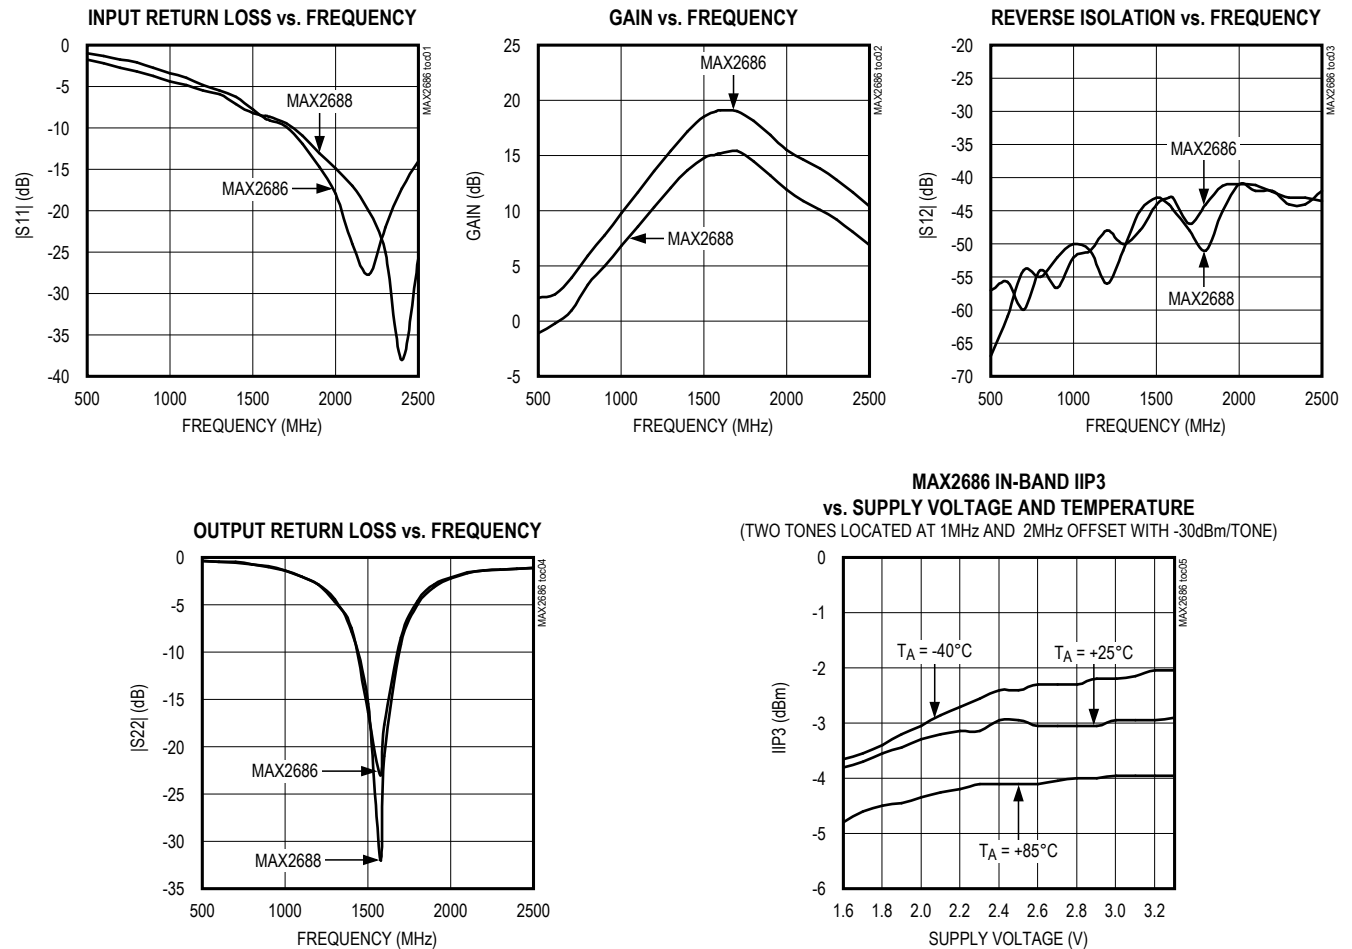 INPUT RETURN LOSS vs. FREQUENCY
MAX2686 toc01
|S11| (dB)
0
-5
-10
-15
-20
-25
-30
-35
-40
MAX2688
MAX2686
500 1000 1500 2000 2500
FREQUENCY (MHz)
GAIN vs. FREQUENCY
MAX2686 toc02
GAIN (dB)
25
20
15
10
5
0
-5
MAX2686
MAX2688
500 1000 1500 2000 2500
FREQUENCY (MHz)
REVERSE ISOLATION vs. FREQUENCY
MAX2686 toc03
|S12| (dB)
-20
-25
-30
-35
-40
-45
-50
-55
-60
-65
-70
MAX2686
MAX2688
500 1000 1500 2000 2500
FREQUENCY (MHz)
OUTPUT RETURN LOSS vs. FREQUENCY
MAX2686 toc04
|S22| (dB)
0
-5
-10
-15
-20
-25
-30
-35
MAX2686
MAX2688
500 1000 1500 2000 2500
FREQUENCY (MHz)
MAX2686 IN-BAND IIP3
vs. SUPPLY VOLTAGE AND TEMPERATURE
(TWO TONES LOCATED AT 1MHz AND 2MHz OFFSET WITH -30dBm/TONE)
MAX2686 toc05
IIP3 (dBm)
0
-1
-2
-3
-4
-5
-6
TA = -40°C
TA = +25°C
TA = +85°C
1.6 1.8 2.0 2.2 2.4 2.6 2.8 3.0 3.2
SUPPLY VOLTAGE (V)